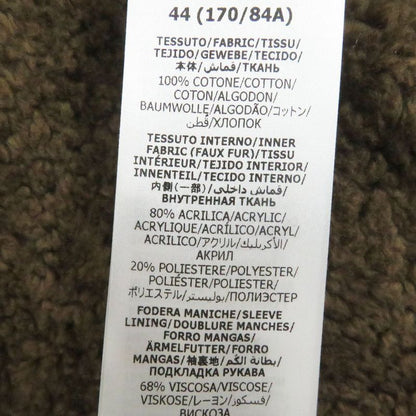 44 (170/84A)
TESSUTO/FABRIC/TISSU/
TEJIDO/GEWEBE/TECIDO/
本体/قماش/ТКАНЬ
100% COTONE/COTTON/
COTON/ALGODON/
BAUMWOLLE/ALGODÃO/コットン/
قُطن/ХЛОПОК
TESSUTO INTERNO/INNER
FABRIC (FAUX FUR)/TISSU
INTÉRIEUR/TEJIDO INTERIOR/
INNENTEIL/TECIDO INTERNO/
内側(一部)/قماش داخلي/
ВНУТРЕННАЯ ТКАНЬ
80% ACRILICA/ACRYLIC/
ACRYLIQUE/ACRÍLICO/ACRYL/
ACRILICO/アクリル/الأكريليك/
АКРИЛ
20% POLIESTERE/POLYESTER/
POLIÉSTER/POLYESTER/
ポリエステル/بوليستر/ПОЛИЭСТЕР
FODERA MANICHE/SLEEVE
LINING/DOUBLURE MANCHES/
FORRO MANGAS/
ÄRMELFUTTER/FORRO
MANGAS/袖裏地/بطانة الكم/
ПОДКЛАДКА РУКАВА
68% VISCOSA/VISCOSE/
VISKOSE/レーヨン/فسكوز/
ВИСКОЗА